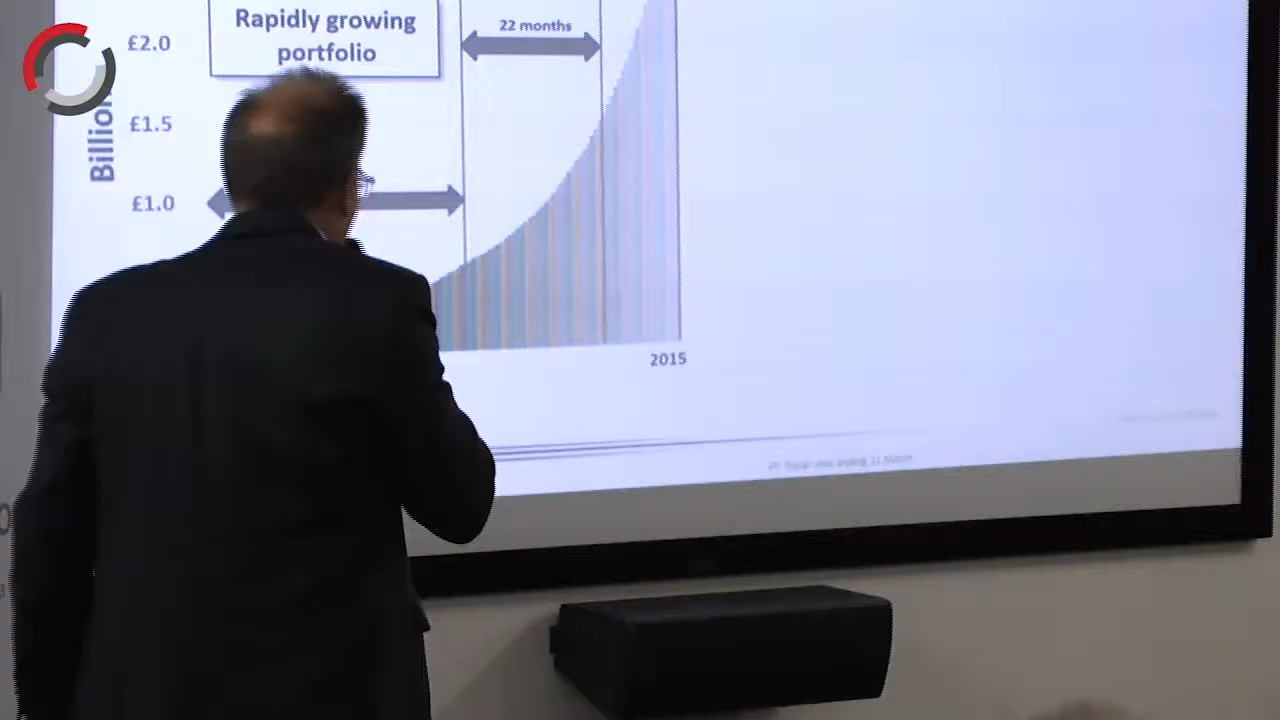 Rapidly growing
portfolio
22 months
£2.0
£1.5
£1.0
Billion
2015